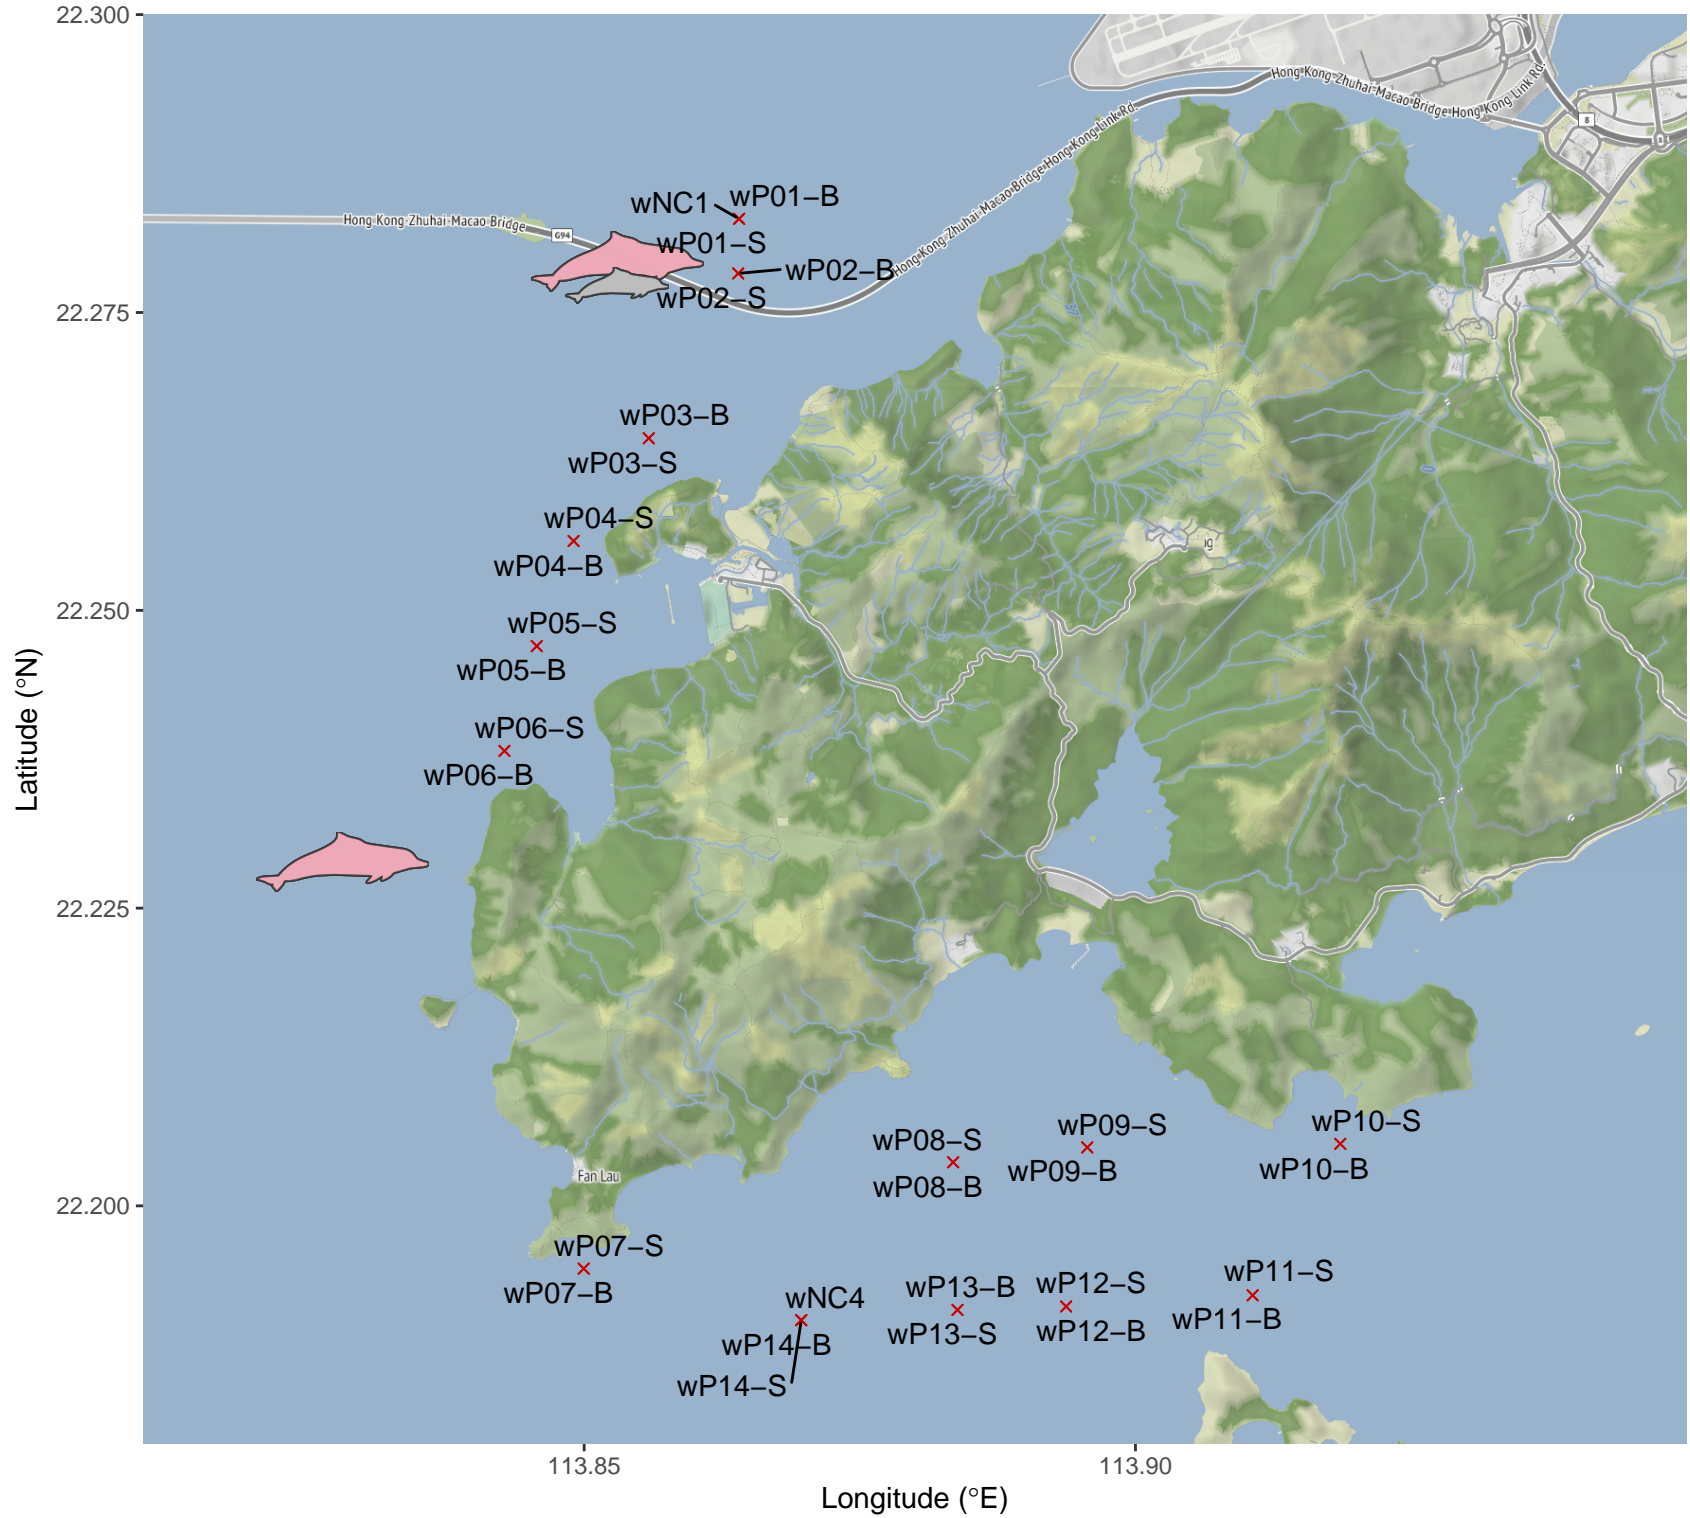 22.300
Hong Kong-Zhuhai-Macao Bridge Hong Kong Link Rd.
8
1
wNC1
wP01−B
Hong Kong-Zhuhai-Macao Bridge
G94
wP01−S
Hong Kong-Zhuhai-Macao Bridge Hong Kong Link Rd.
wP02−B
wP02−S
22.275
wP03−B
wP03−S
wP04−S
wP04−B
22.250
wP05−S
wP05−B
wP06−S
wP06−B
Latitude (°N)
22.225
wP10−S
wP09−S
wP08−S
wP10−B
wP09−B
Fan Lau
wP08−B
22.200
wP07−S
wP11−S
wP12−S
wP13−B
wP07−B
wNC4
wP11−B
wP12−B
wP13−S
wP14−B
wP14−S
113.85
113.90
Longitude (°E)